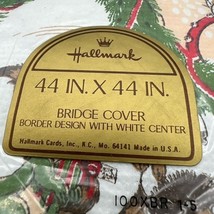 Hallmark
44 IN. X 44 IN.
BRIDGE COVER
BORDER DESIGN WITH WHITE CENTER
Hallmark Cards, Inc., K.C., Mo. 64141 Made in U.S.A.
100XBR 1-5